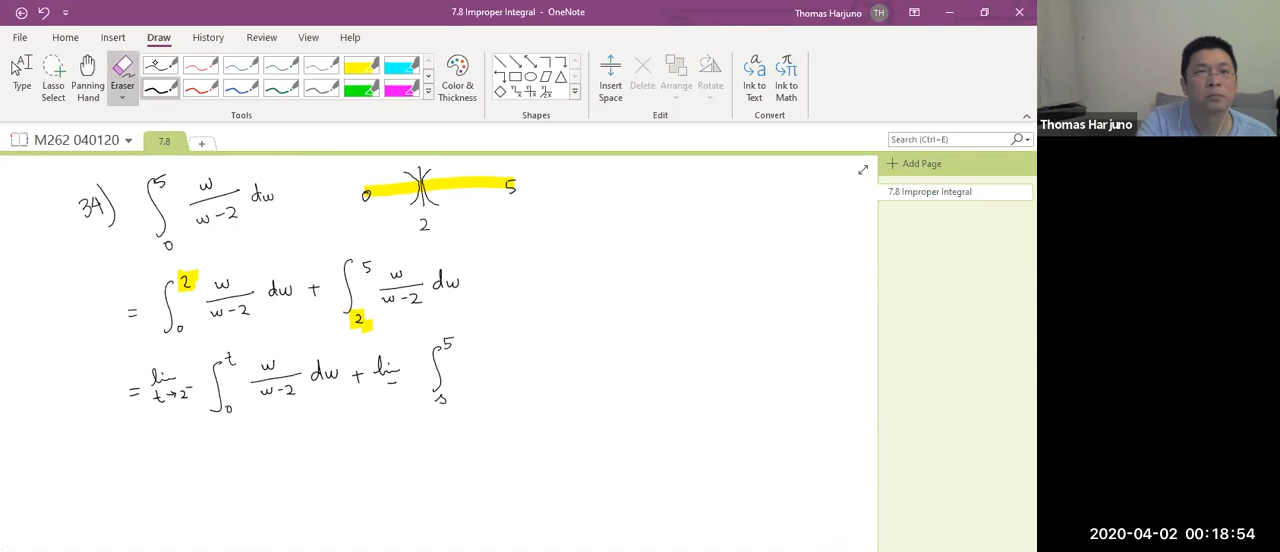 7.8 Improper Integral - OneNote
Thomas Harjuno TH
File Home Insert Draw History Review View Help
Type Lasso Select Panning Hand Eraser
Color & Thickness
Insert Space Delete Arrange Rotate
Ink to Text Ink to Math
Tools Shapes Edit Convert
M262 040120 7.8
Search (Ctrl+E)
Add Page
7.8 Improper Integral
Thomas Harjuno
34) ∫₀⁵ w/(w-2) dw
0 )( 5
2
= ∫₀² w/(w-2) dw + ∫₂⁵ w/(w-2) dw
= lim t→2⁻ ∫₀ᵗ w/(w-2) dw + lim ∫ₛ⁵
2020-04-02 00:18:54